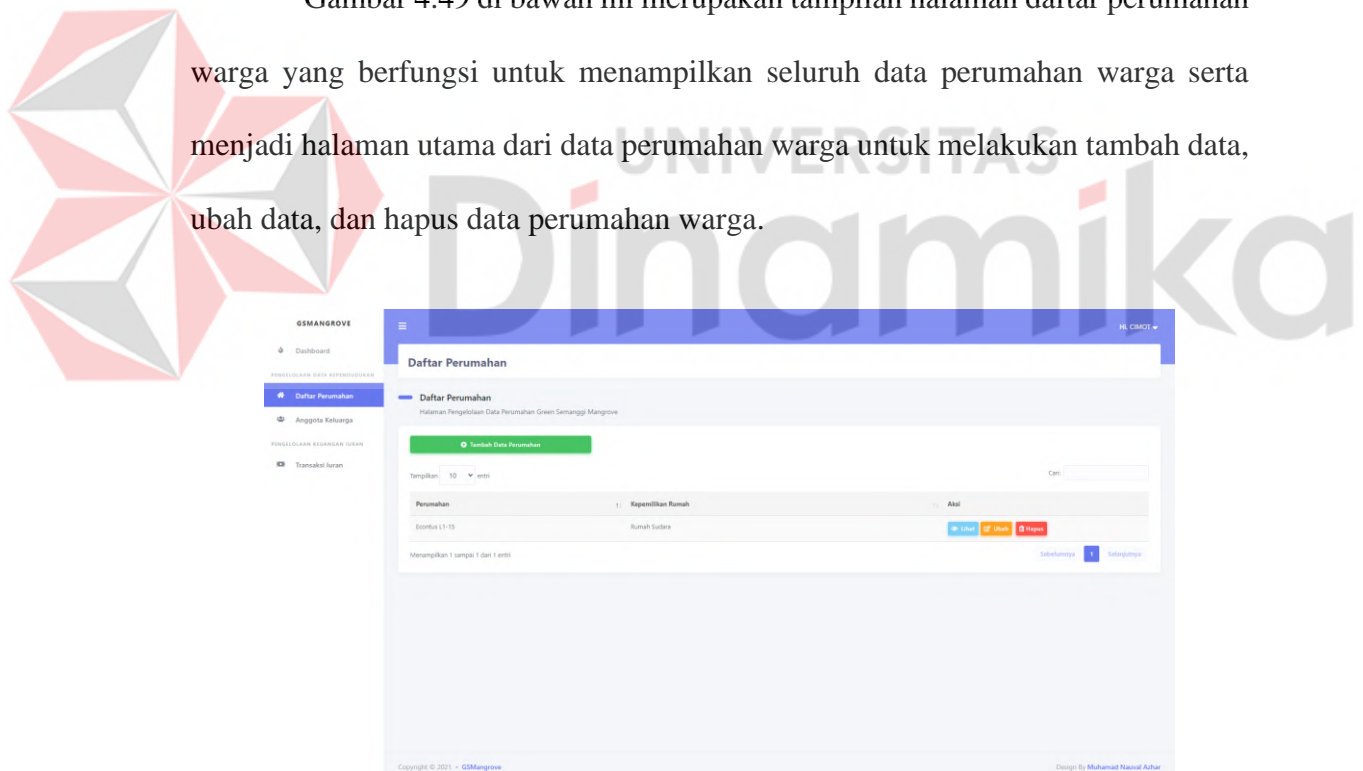 Gambar 4.49 di bawah ini merupakan tampilan halaman daftar perumahan
warga yang berfungsi untuk menampilkan seluruh data perumahan warga serta
menjadi halaman utama dari data perumahan warga untuk melakukan tambah data,
ubah data, dan hapus data perumahan warga.
UNIVERSITAS
Dinamika
GSMANGROVE
HI, CIMOT
Dashboard
Daftar Perumahan
PENGELOLAAN DATA KEPENDUDUKAN
Daftar Perumahan
Daftar Perumahan
Halaman Pengelolaan Data Perumahan Green Semanggi Mangrove
Anggota Keluarga
PENGELOLAAN KEUANGAN IURAN
Tambah Data Perumahan
Transaksi Iuran
Tampilkan 10 entri
Cari:
Perumahan Kepemilikan Rumah Aksi
L1-15 Rumah Sudara Lihat Ubah Hapus
Menampilkan 1 sampai 1 dari 1 entri
Sebelumnya 1 Selanjutnya
Copyright © 2021 • GSMangrove
Design By Muhamad Nauval Azhar